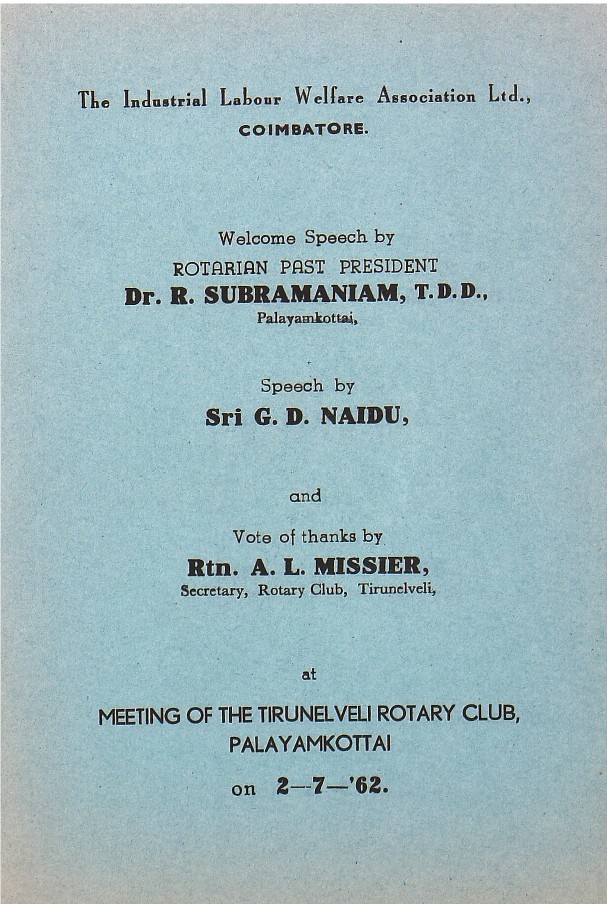 The Industrial Labour Welfare Association Ltd.,
COIMBATORE.
Welcome Speech by
ROTARIAN PAST PRESIDENT
Dr. R. SUBRAMANIAM, T.D.D.,
Palayamkottai,
Speech by
Sri G. D. NAIDU,
and
Vote of thanks by
Rtn. A. L. MISSIER,
Secretary, Rotary Club, Tirunelveli,
at
MEETING OF THE TIRUNELVELI ROTARY CLUB,
PALAYAMKOTTAI
on 2—7—'62.